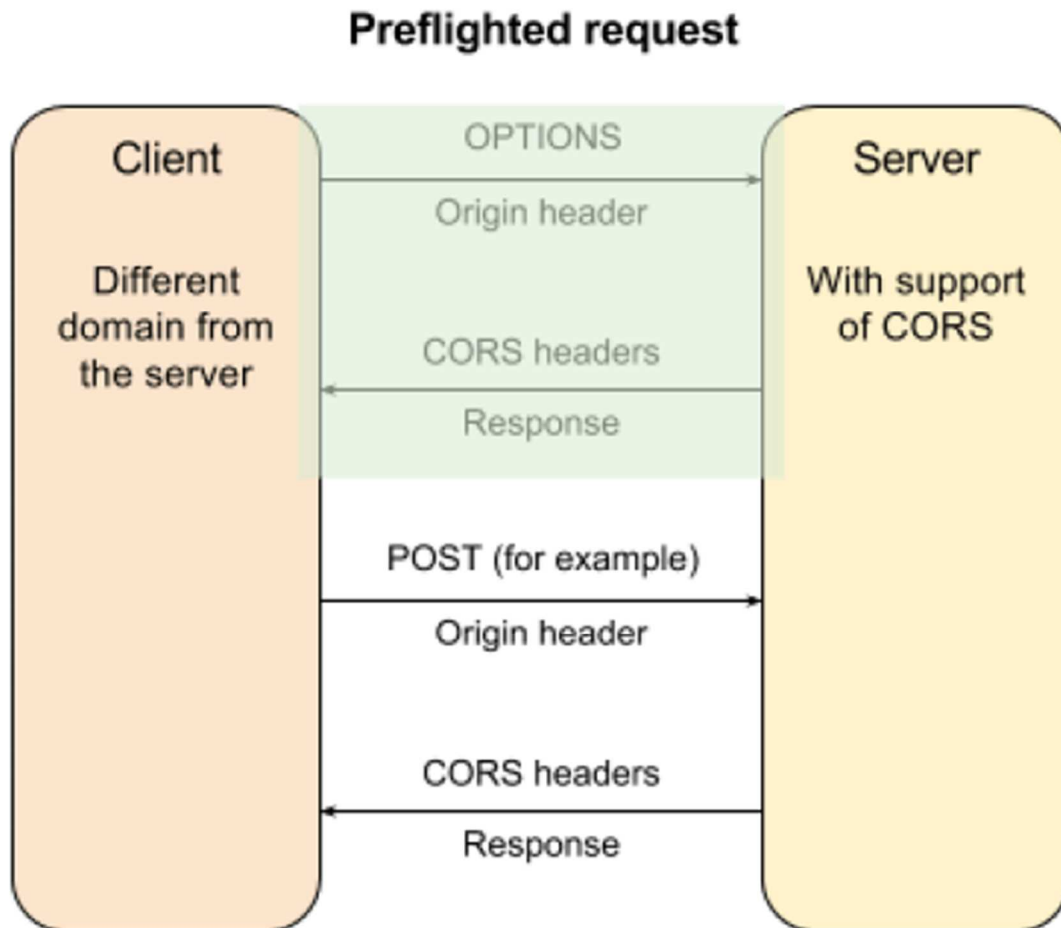 Preflighted request
Client
Different
domain from
the server
OPTIONS
Origin header
CORS headers
Response
POST (for example)
Origin header
CORS headers
Response
Server
With support
of CORS